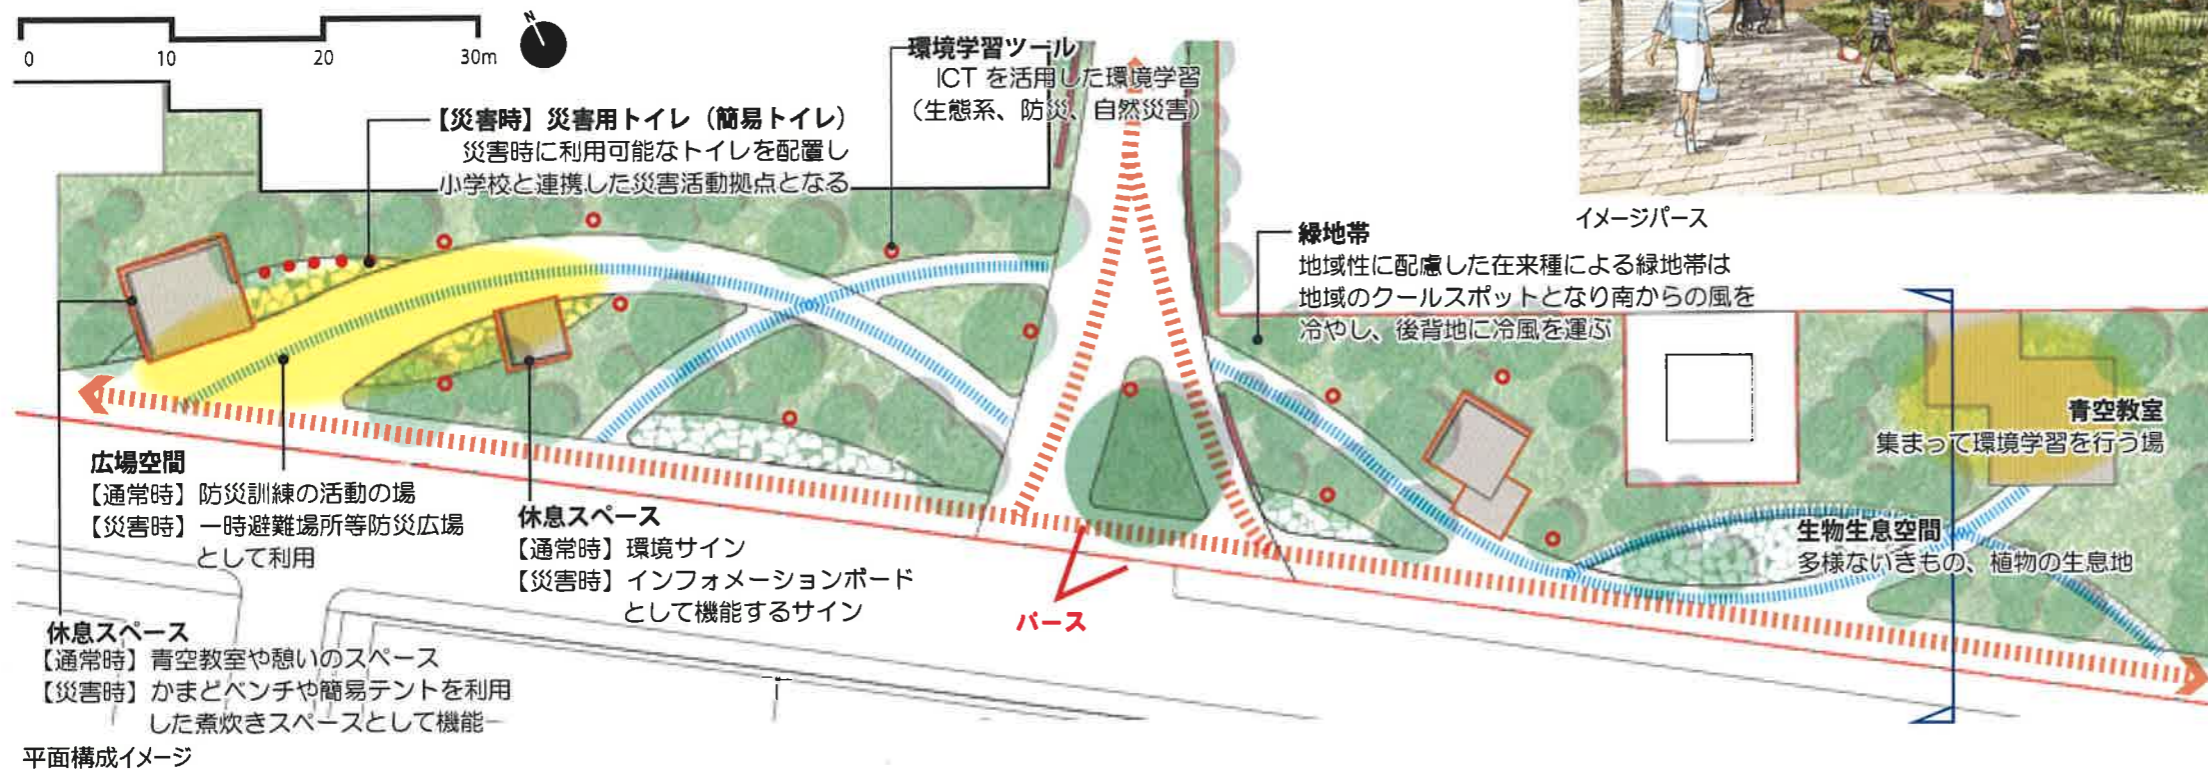 0 10 20 30m
N
環境学習ツール
ICT を活用した環境学習
（生態系、防災、自然災害）
【災害時】災害用トイレ（簡易トイレ）
災害時に利用可能なトイレを配置し
小学校と連携した災害活動拠点となる
イメージパース
緑地帯
地域性に配慮した在来種による緑地帯は
地域のクールスポットとなり南からの風を
冷やし、後背地に冷風を運ぶ
青空教室
集まって環境学習を行う場
広場空間
【通常時】防災訓練の活動の場
【災害時】一時避難場所等防災広場
として利用
休息スペース
【通常時】環境サイン
【災害時】インフォメーションボード
として機能するサイン
生物生息空間
多様ないきもの、植物の生息地
パース
休息スペース
【通常時】青空教室や憩いのスペース
【災害時】かまどベンチや簡易テントを利用
した煮炊きスペースとして機能
平面構成イメージ